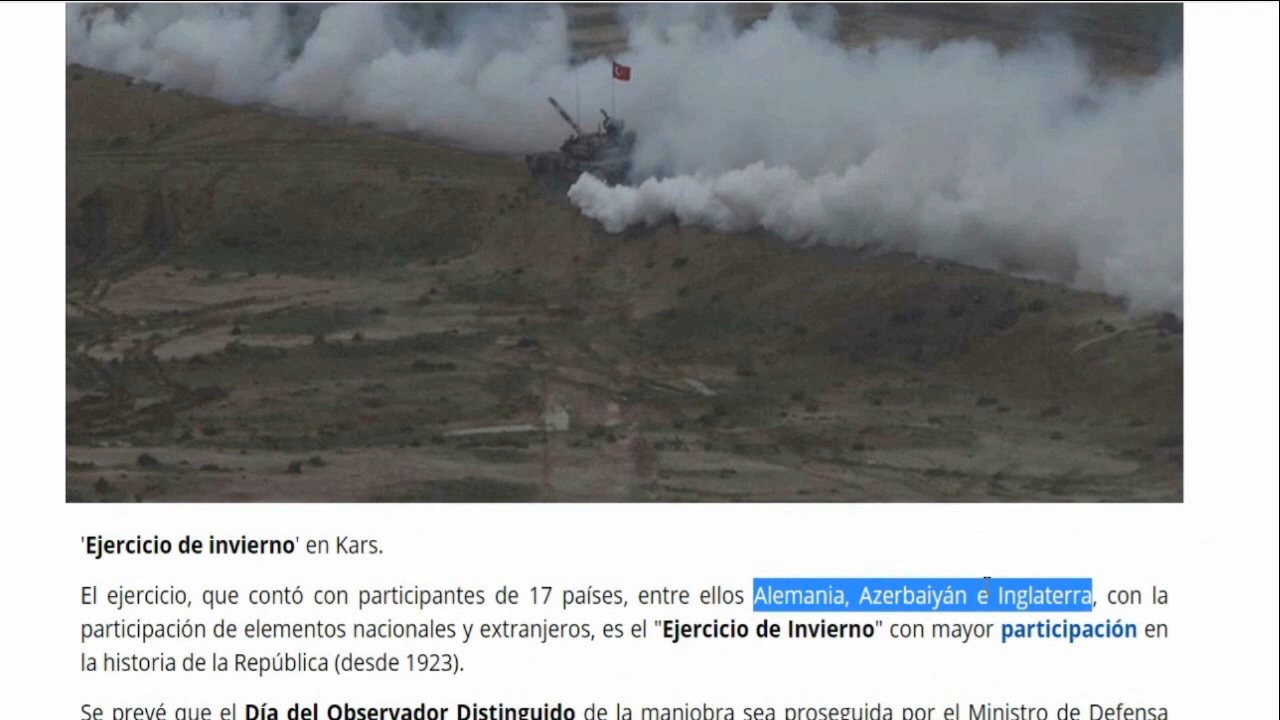 'Ejercicio de invierno' en Kars.
El ejercicio, que contó con participantes de 17 países, entre ellos Alemania, Azerbaiyán e Inglaterra, con la
participación de elementos nacionales y extranjeros, es el "Ejercicio de Invierno" con mayor participación en
la historia de la República (desde 1923).
Se prevé que el Día del Observador Distinguido de la maniobra sea proseguida por el Ministro de Defensa